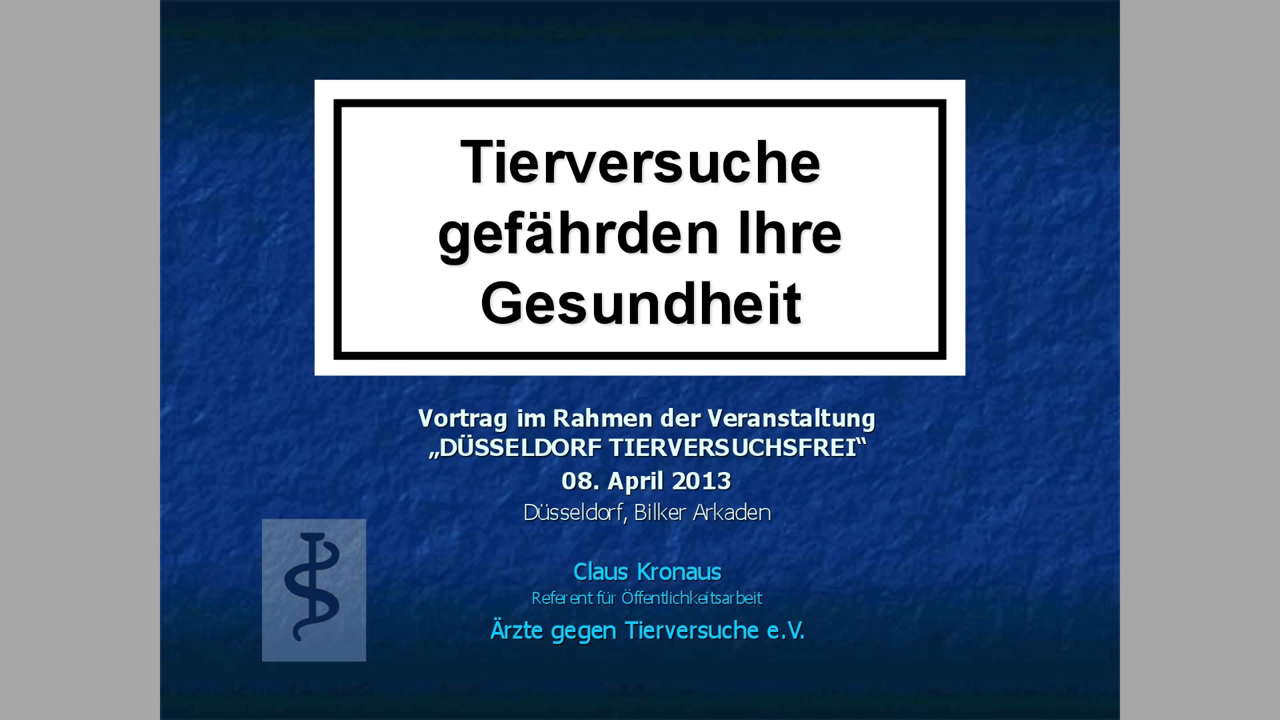 Tierversuche
gefährden Ihre
Gesundheit
Vortrag im Rahmen der Veranstaltung
„DÜSSELDORF TIERVERSUCHSFREI“
08. April 2013
Düsseldorf, Bilker Arkaden
Claus Kronaus
Referent für Öffentlichkeitsarbeit
Ärzte gegen Tierversuche e.V.